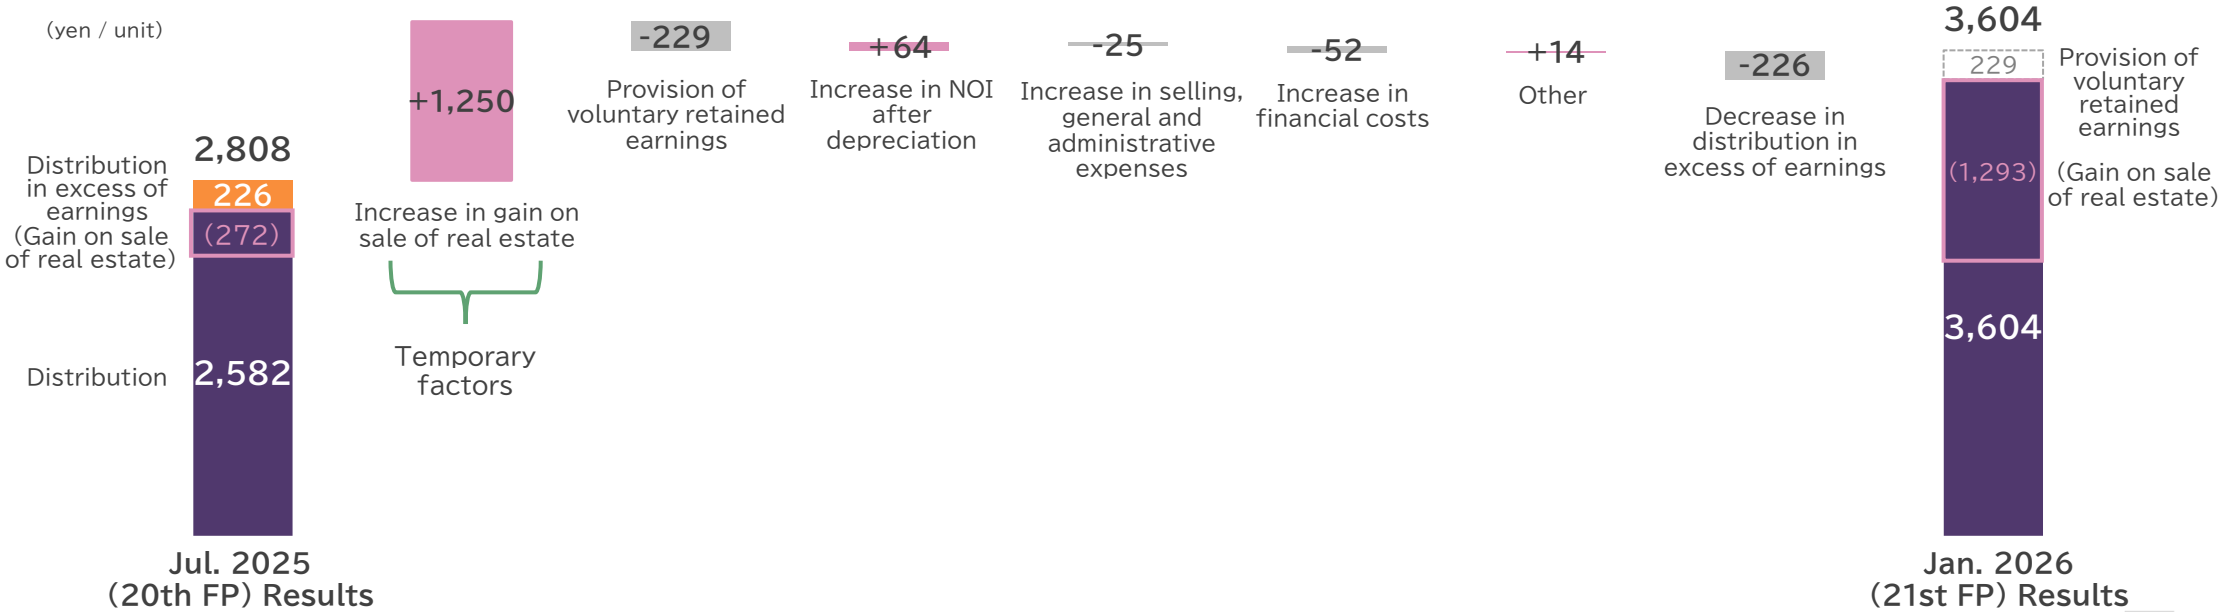 (yen / unit)
2,808
Distribution
in excess of
earnings
226
(Gain on sale
of real estate)
(272)
Distribution
2,582
Jul. 2025
(20th FP) Results
+1,250
Increase in gain on
sale of real estate
Temporary
factors
-229
Provision of
voluntary retained
earnings
+64
Increase in NOI
after
depreciation
-25
Increase in selling,
general and
administrative
expenses
-52
Increase in
financial costs
+14
Other
-226
Decrease in
distribution in
excess of earnings
3,604
229
Provision of
voluntary
retained
earnings
(1,293)
(Gain on sale
of real estate)
3,604
Jan. 2026
(21st FP) Results